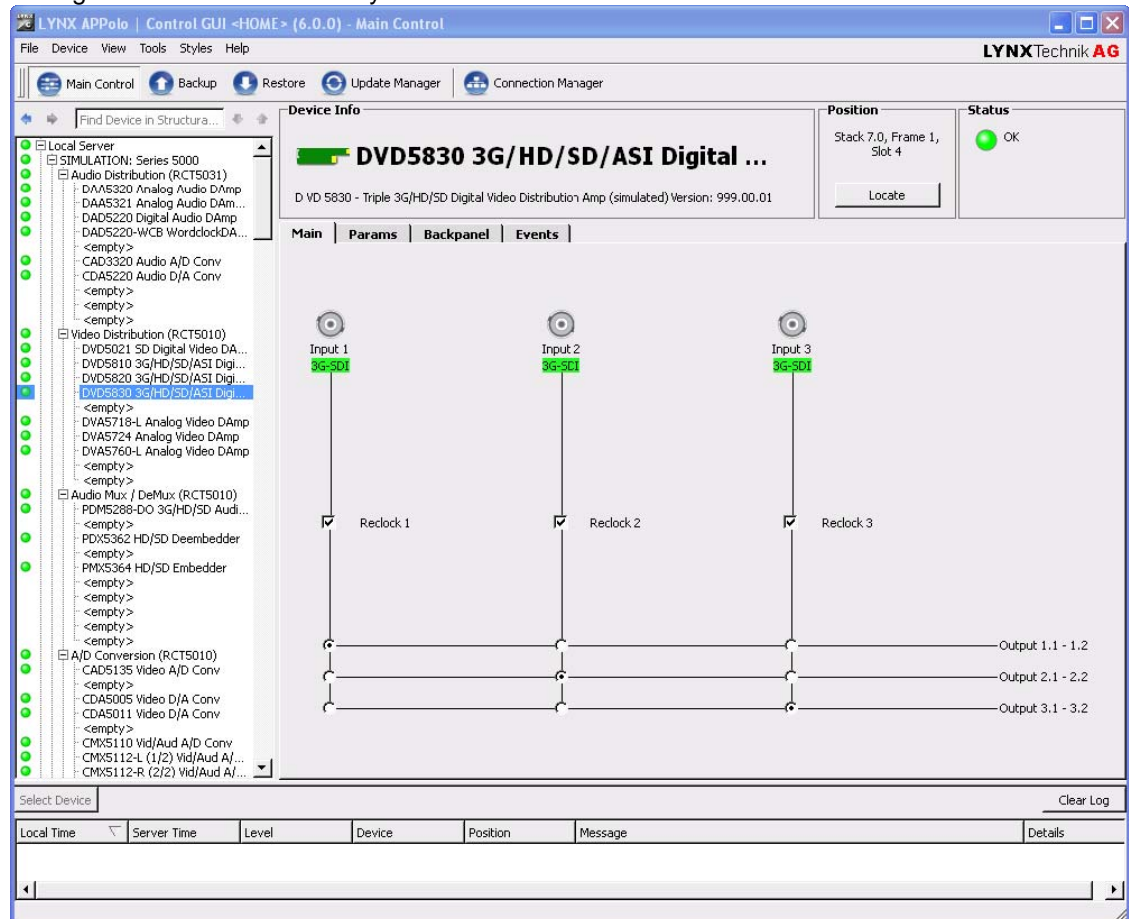 LYNX APPolo | Control GUI <HOME> (6.0.0) - Main Control
File Device View Tools Styles Help
LYNXTechnik AG
Main Control Backup Restore Update Manager Connection Manager
Find Device in Structura...
Local Server
SIMULATION: Series 5000
Audio Distribution (RCT5031)
DAA5320 Analog Audio DAmp
DAA5321 Analog Audio DAm...
DAD5220 Digital Audio DAmp
DAD5220-WCB WordclockDA...
<empty>
CAD3320 Audio A/D Conv
CDA5220 Audio D/A Conv
<empty>
<empty>
<empty>
Video Distribution (RCT5010)
DVD5021 SD Digital Video DA...
DVD5810 3G/HD/SD/ASI Digi...
DVD5820 3G/HD/SD/ASI Digi...
DVD5830 3G/HD/SD/ASI Digi...
<empty>
DVA5718-L Analog Video DAmp
DVA5724 Analog Video DAmp
DVA5760-L Analog Video DAmp
<empty>
<empty>
Audio Mux / DeMux (RCT5010)
PDM5288-DO 3G/HD/SD Audi...
<empty>
PDX5362 HD/SD Deembedder
<empty>
PMX5364 HD/SD Embedder
<empty>
<empty>
<empty>
<empty>
<empty>
A/D Conversion (RCT5010)
CAD5135 Video A/D Conv
<empty>
CDA5005 Video D/A Conv
CDA5011 Video D/A Conv
<empty>
CMX5110 Vid/Aud A/D Conv
CMX5112-L (1/2) Vid/Aud A/...
CMX5112-R (2/2) Vid/Aud A/...
Device Info
DVD5830 3G/HD/SD/ASI Digital ...
D VD 5830 - Triple 3G/HD/SD Digital Video Distribution Amp (simulated) Version: 999.00.01
Position
Stack 7.0, Frame 1,
Slot 4
Locate
Status
OK
Main Params Backpanel Events
Input 1 Input 2 Input 3
3G-SDI 3G-SDI 3G-SDI
Reclock 1 Reclock 2 Reclock 3
Output 1.1 - 1.2
Output 2.1 - 2.2
Output 3.1 - 3.2
Select Device Clear Log
Local Time Server Time Level Device Position Message Details